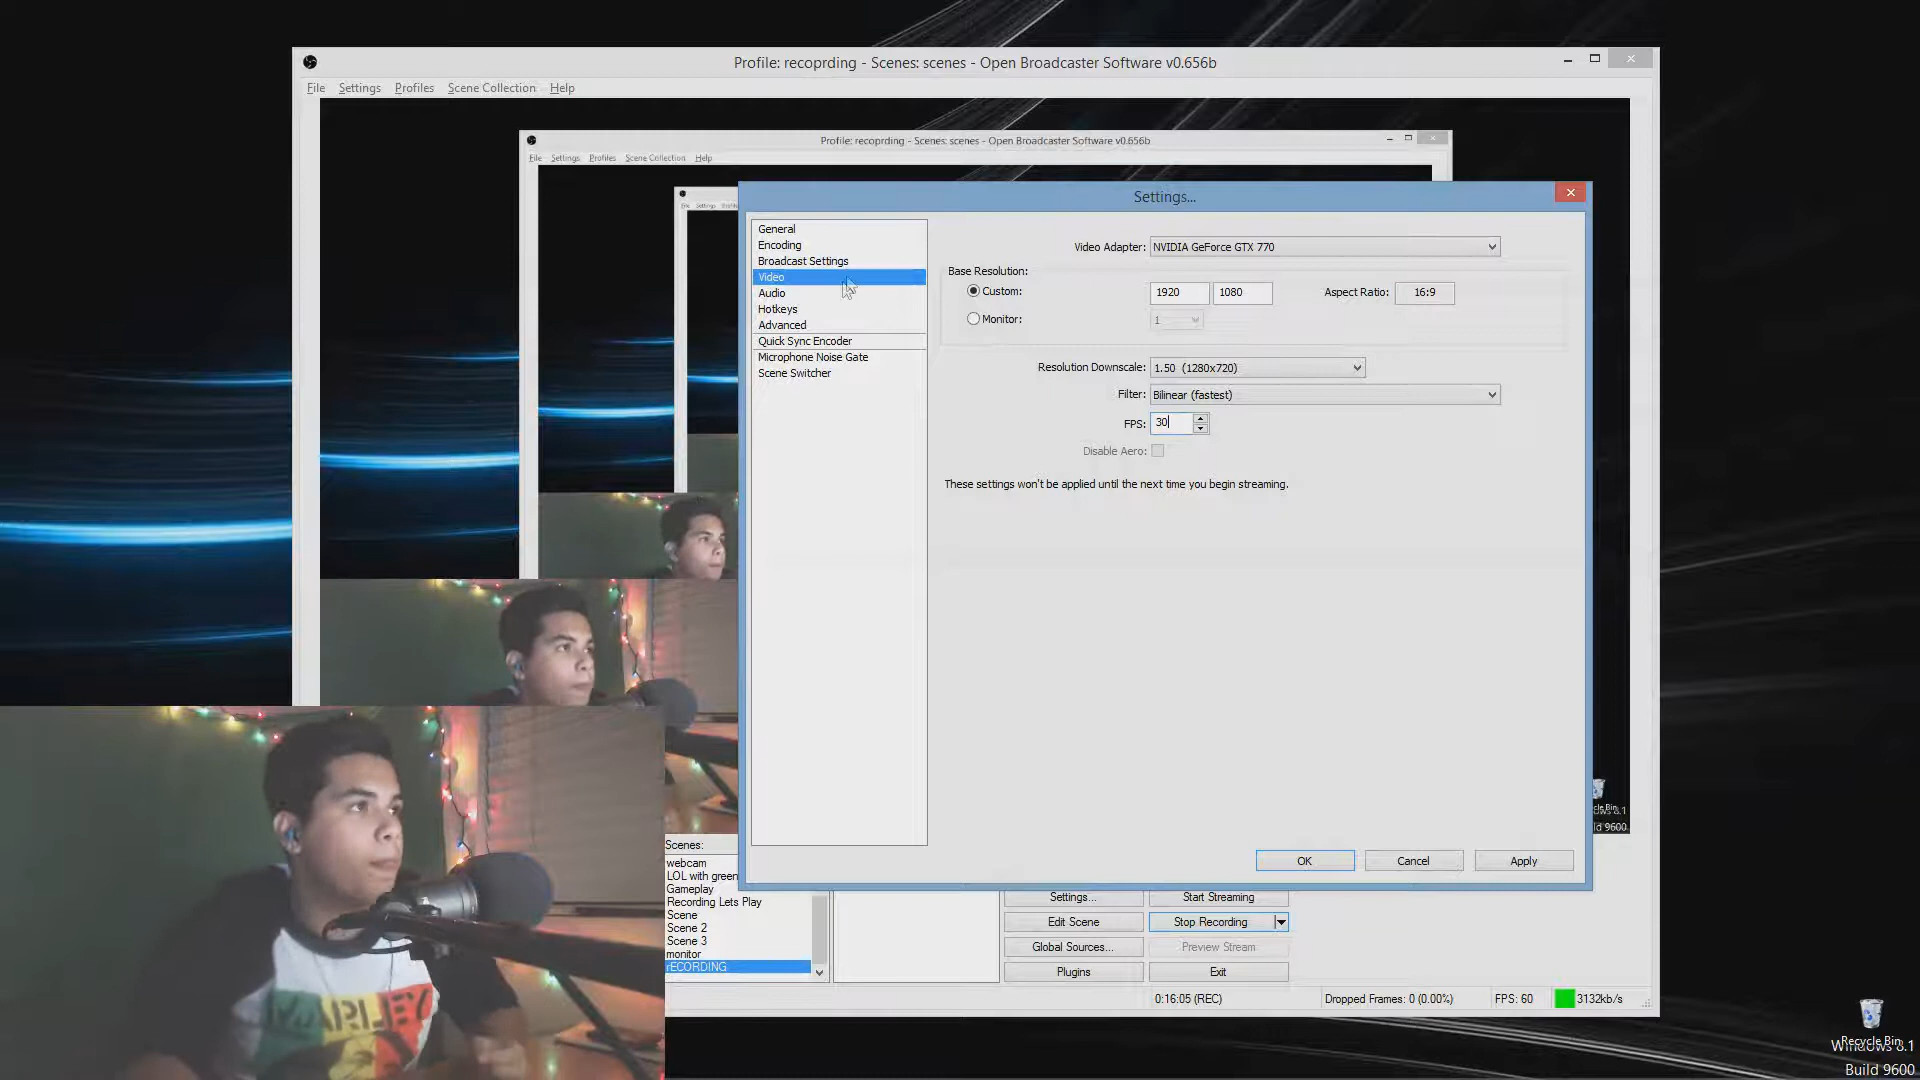 Profile: recoprding - Scenes: scenes - Open Broadcaster Software v0.656b
File Settings Profiles Scene Collection Help
Profile: recoprding - Scenes: scenes - Open Broadcaster Software v0.656b
File Settings Profiles Scene Collection Help
File Settings
Settings...
General
Encoding
Broadcast Settings
Video
Audio
Hotkeys
Advanced
Quick Sync Encoder
Microphone Noise Gate
Scene Switcher
Video Adapter: NVIDIA GeForce GTX 770
Base Resolution:
Custom: 1920 1080 Aspect Ratio: 16:9
Monitor: 1
Resolution Downscale: 1.50 (1280x720)
Filter: Bilinear (fastest)
FPS: 30
Disable Aero:
These settings won't be applied until the next time you begin streaming.
OK Cancel Apply
Scenes:
webcam
LOL with green
Gameplay
Recording Lets Play
Scene
Scene 2
Scene 3
monitor
rECORDING
Settings... Start Streaming
Edit Scene Stop Recording
Global Sources... Preview Stream
Plugins Exit
0:16:05 (REC) Dropped Frames: 0 (0.00%) FPS: 60 3132kb/s
MARLEY
Recycle Bin
Windows 8.1
Build 9600